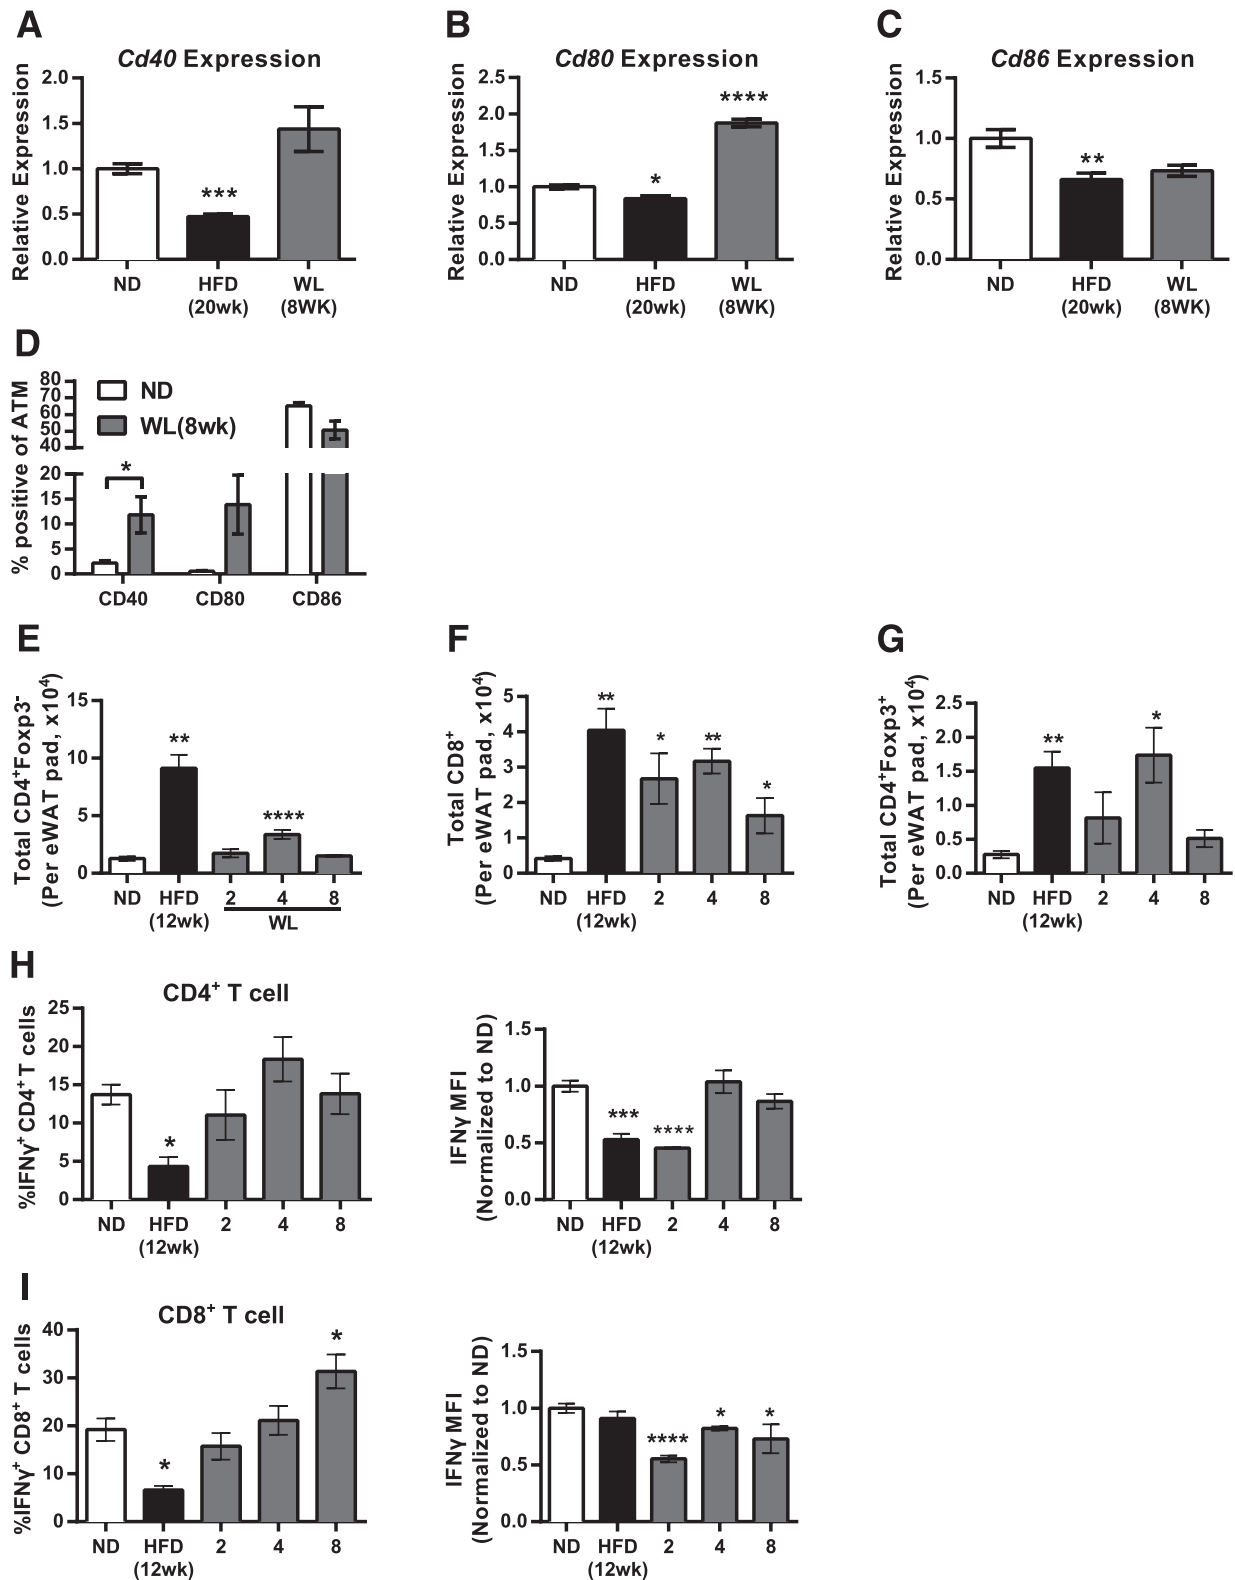 A
Cd40 Expression
Relative Expression
2.0
1.5
1.0
0.5
0.0
***
ND
HFD
(20wk)
WL
(8WK)
B
Cd80 Expression
Relative Expression
2.5
2.0
1.5
1.0
0.5
0.0
*
****
ND
HFD
(20wk)
WL
(8WK)
C
Cd86 Expression
Relative Expression
1.5
1.0
0.5
0.0
**
ND
HFD
(20wk)
WL
(8WK)
D
% positive of ATM
80
70
60
50
40
20
15
10
5
0
ND
WL(8wk)
*
CD40
CD80
CD86
E
Total CD4⁺Foxp3⁻
(Per eWAT pad, x10⁴)
15
10
5
0
**
****
ND
HFD
(12wk)
2
4
8
WL
F
Total CD8⁺
(Per eWAT pad, x10⁴)
5
4
3
2
1
0
**
*
**
*
ND
HFD
(12wk)
2
4
8
G
Total CD4⁺Foxp3⁺
(Per eWAT pad, x10⁴)
2.5
2.0
1.5
1.0
0.5
0.0
**
*
ND
HFD
(12wk)
2
4
8
H
CD4⁺ T cell
%IFNγ⁺ CD4⁺ T cells
25
20
15
10
5
0
*
ND
HFD
(12wk)
2
4
8
IFNγ MFI
(Normalized to ND)
1.5
1.0
0.5
0.0
***
****
ND
HFD
(12wk)
2
4
8
I
CD8⁺ T cell
%IFNγ⁺ CD8⁺ T cells
40
30
20
10
0
*
*
ND
HFD
(12wk)
2
4
8
IFNγ MFI
(Normalized to ND)
1.5
1.0
0.5
0.0
****
*
*
ND
HFD
(12wk)
2
4
8